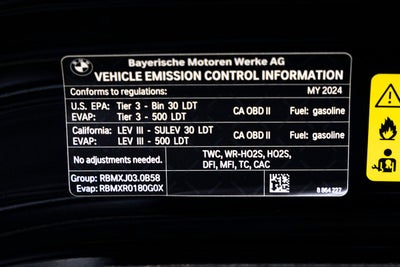 BMW
Bayerische Motoren Werke AG
VEHICLE EMISSION CONTROL INFORMATION
Conforms to regulations: MY 2024
U.S. EPA: Tier 3 - Bin 30 LDT CA OBD II Fuel: gasoline
EVAP: Tier 3 - 500 LDT
California: LEV III - SULEV 30 LDT CA OBD II Fuel: gasoline
EVAP: LEV III - 500 LDT
No adjustments needed.
TWC, WR-HO2S, HO2S,
DFI, MFI, TC, CAC
Group: RBMXJ03.0B58
Evap: RBMXR0180G0X
8 864 227